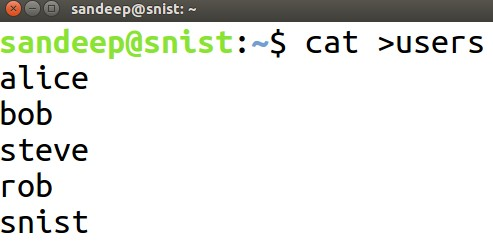 sandeep@snist: ~
sandeep@snist:~$ cat >users
alice
bob
steve
rob
snist